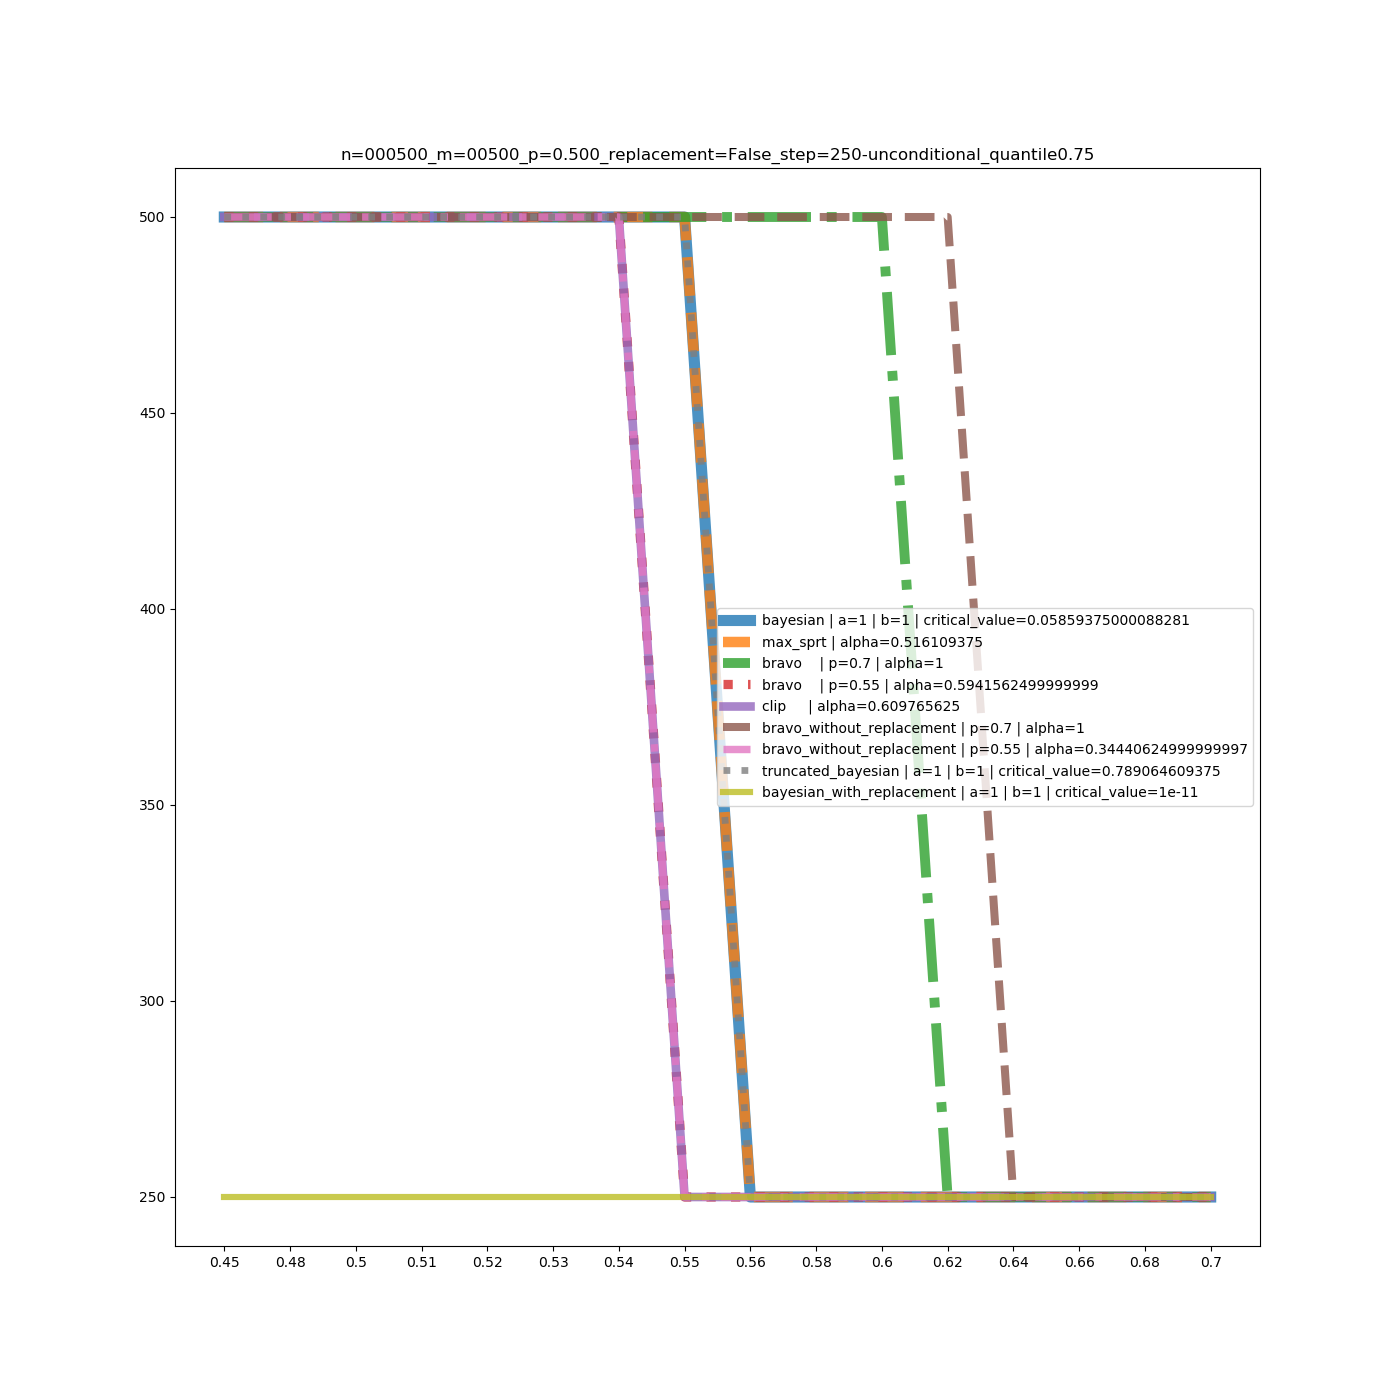 n=000500_m=00500_p=0.500_replacement=False_step=250-unconditional_quantile0.75
500
450
400
350
300
250
bayesian | a=1 | b=1 | critical_value=0.05859375000088281
max_sprt | alpha=0.516109375
bravo    | p=0.7 | alpha=1
bravo    | p=0.55 | alpha=0.5941562499999999
clip     | alpha=0.609765625
bravo_without_replacement | p=0.7 | alpha=1
bravo_without_replacement | p=0.55 | alpha=0.34440624999999997
truncated_bayesian | a=1 | b=1 | critical_value=0.789064609375
bayesian_with_replacement | a=1 | b=1 | critical_value=1e-11
0.45 0.48 0.5 0.51 0.52 0.53 0.54 0.55 0.56 0.58 0.6 0.62 0.64 0.66 0.68 0.7